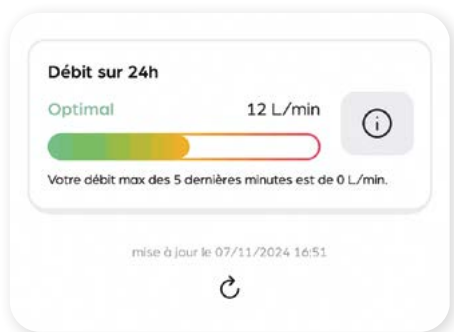 Débit sur 24h
Optimal 12 L/min
Votre débit max des 5 dernières minutes est de 0 L/min.
mise à jour le 07/11/2024 16:51